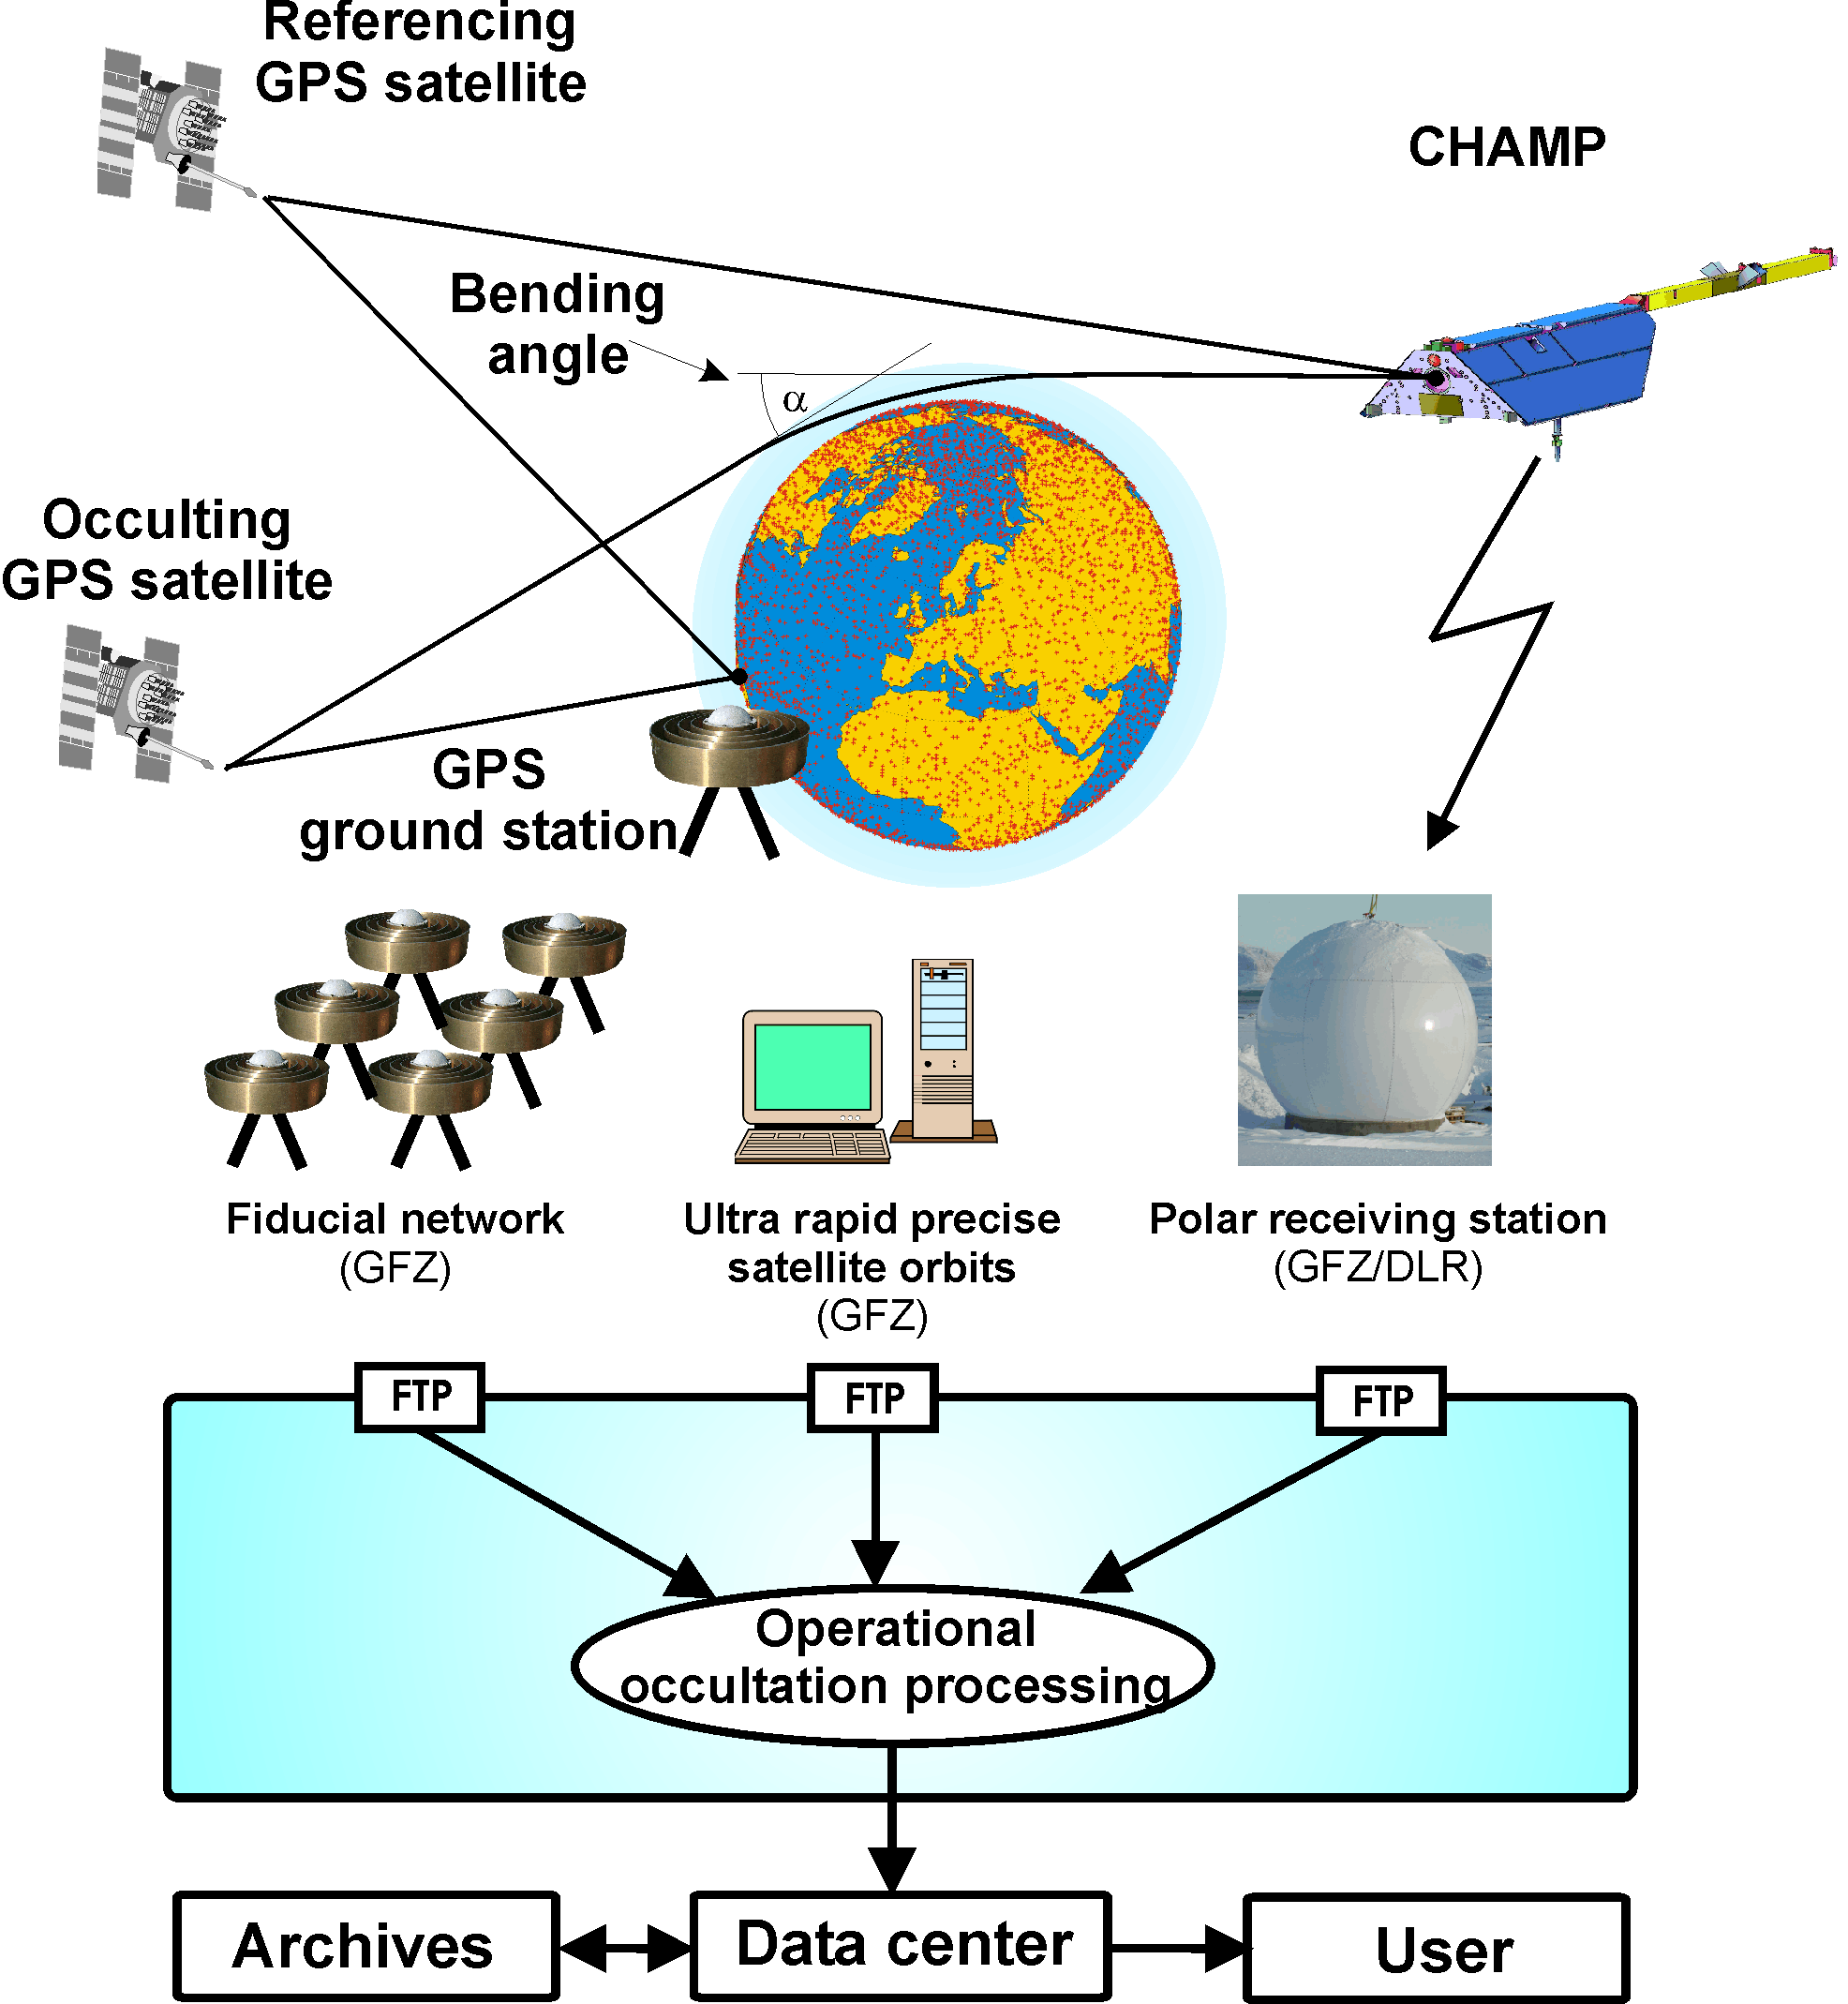 Referencing
GPS satellite
CHAMP
Bending
angle
α
Occulting
GPS satellite
GPS
ground station
Fiducial network
(GFZ)
Ultra rapid precise
satellite orbits
(GFZ)
Polar receiving station
(GFZ/DLR)
FTP
FTP
FTP
Operational
occultation processing
Archives
Data center
User